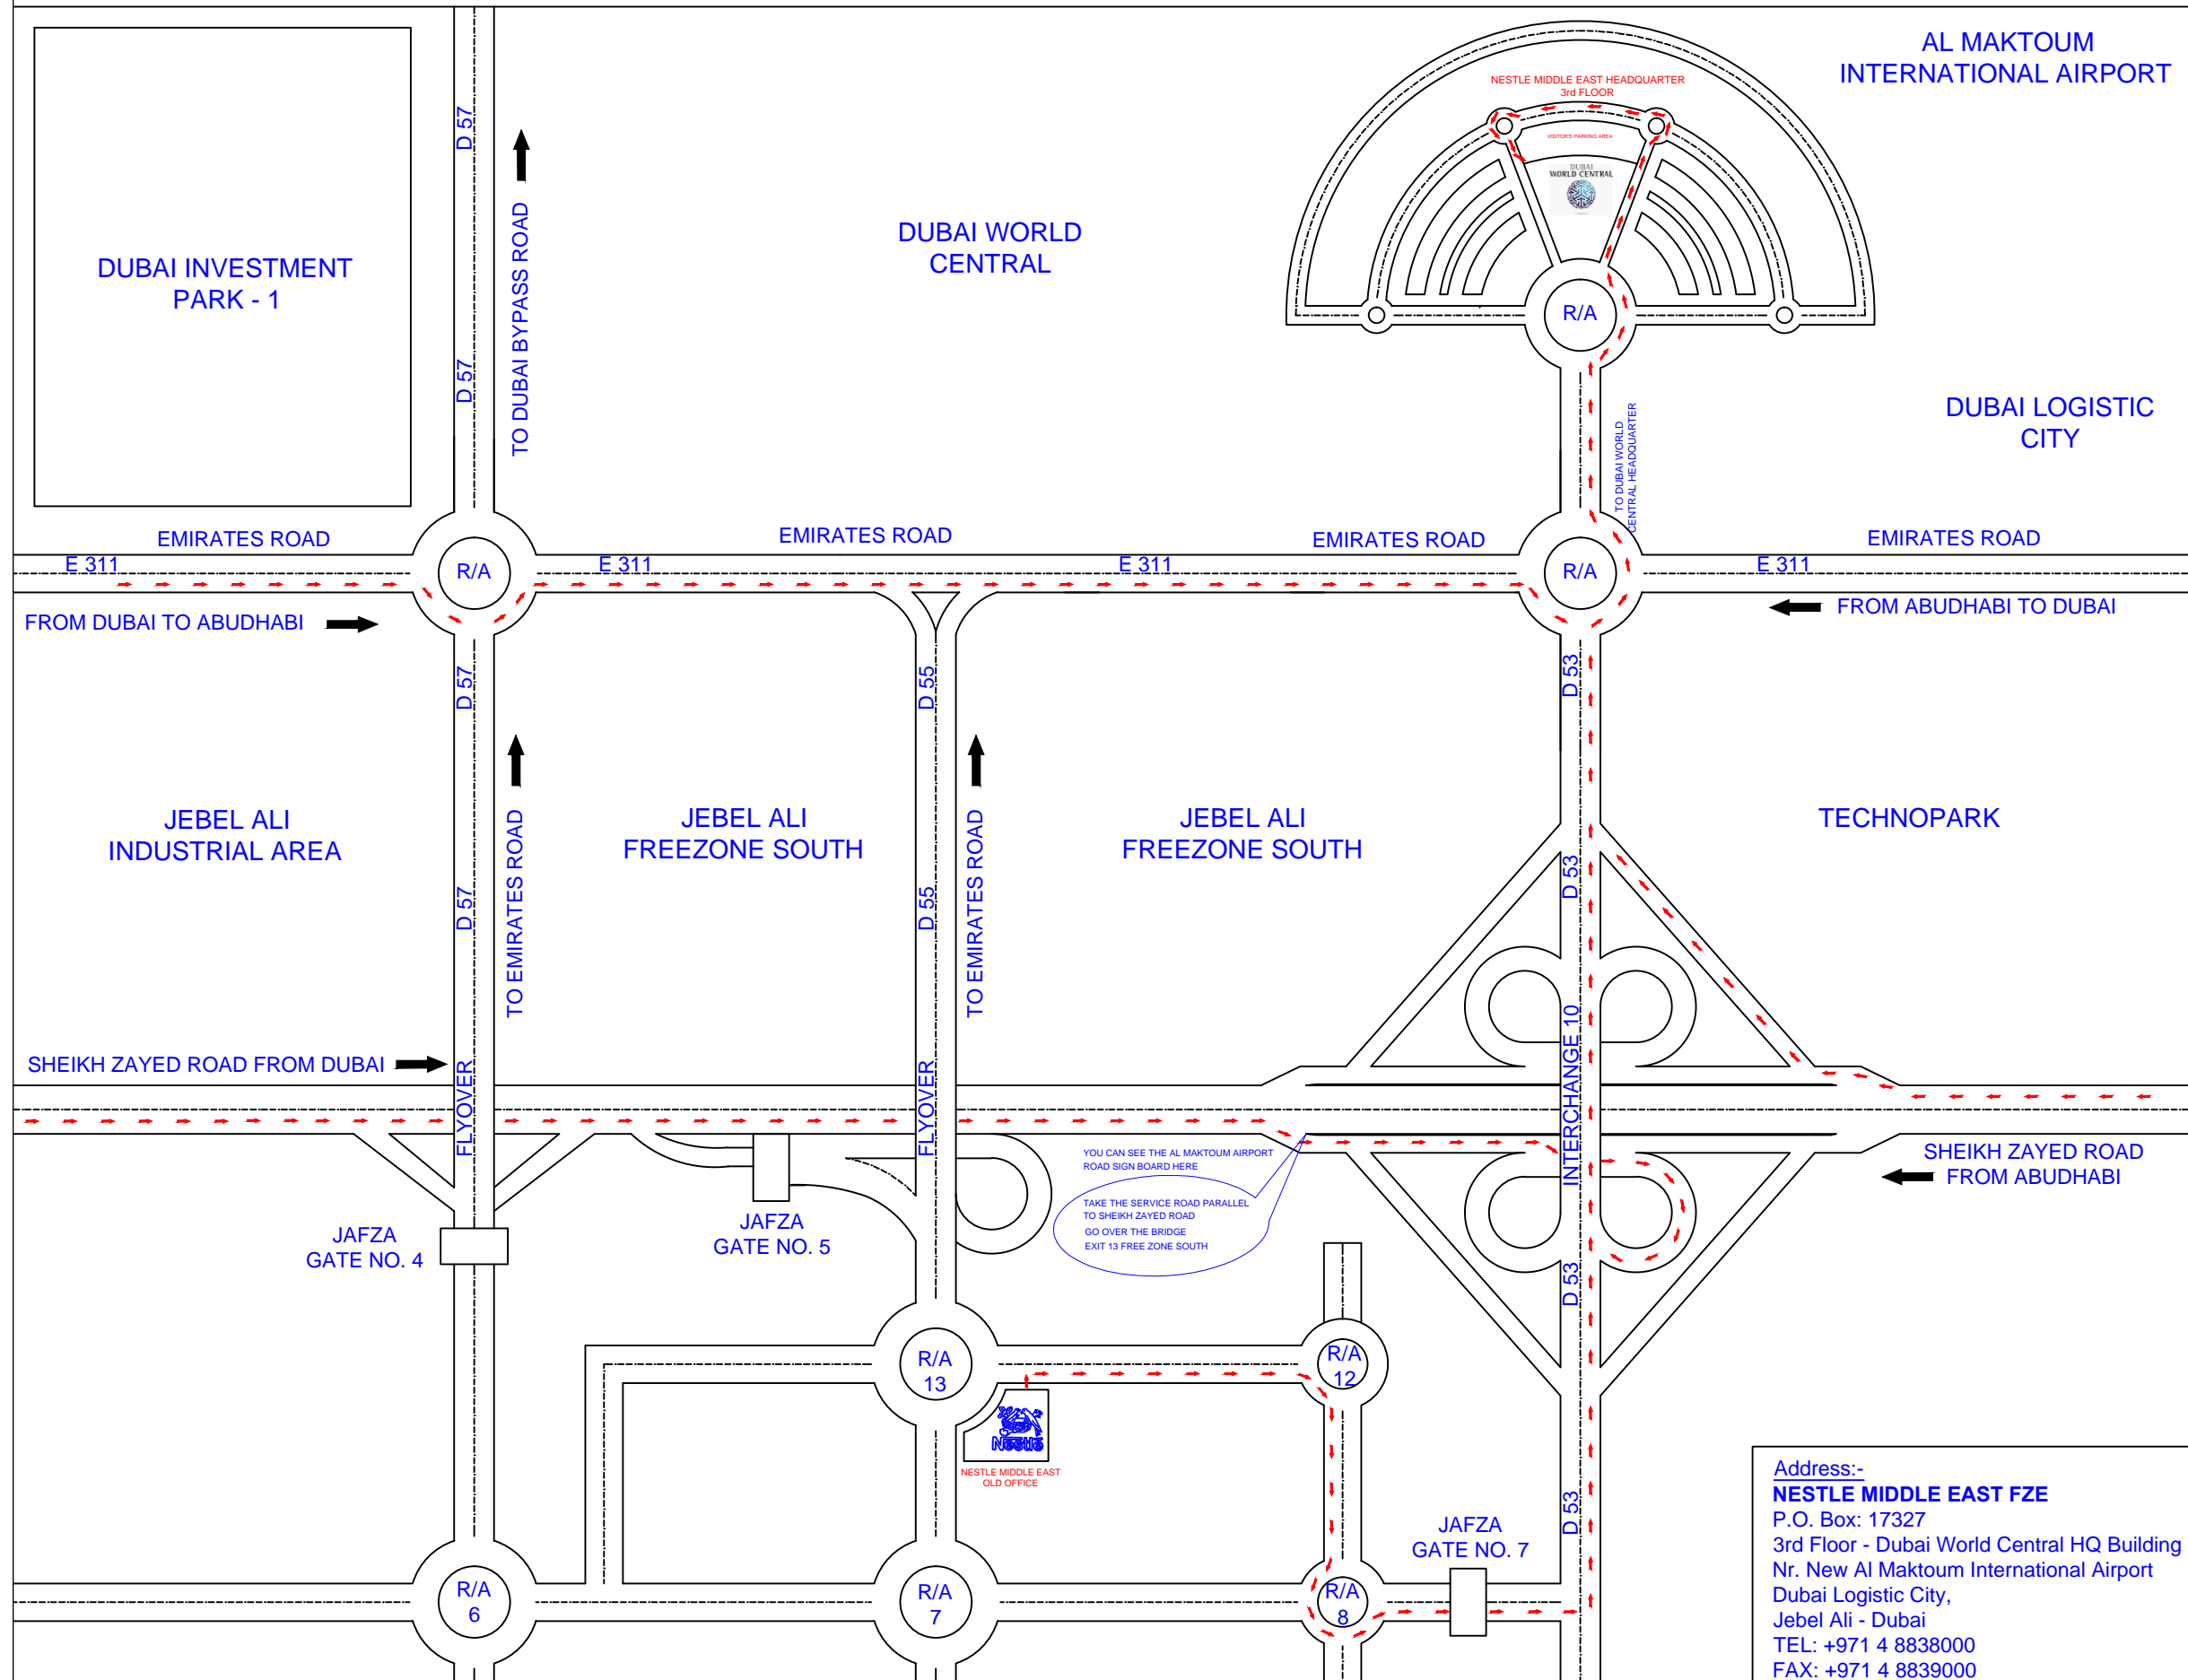 AL MAKTOUM
INTERNATIONAL AIRPORT
NESTLE MIDDLE EAST HEADQUARTER
3rd FLOOR
VISITOR'S PARKING AREA
DUBAI
WORLD CENTRAL
D 57
TO DUBAI BYPASS ROAD
DUBAI WORLD
CENTRAL
DUBAI INVESTMENT
PARK - 1
R/A
D 57
TO DUBAI WORLD
CENTRAL HEADQUARTER
DUBAI LOGISTIC
CITY
EMIRATES ROAD
EMIRATES ROAD
EMIRATES ROAD
EMIRATES ROAD
E 311
R/A
E 311
E 311
R/A
E 311
FROM DUBAI TO ABUDHABI
FROM ABUDHABI TO DUBAI
D 57
D 55
D 53
JEBEL ALI
INDUSTRIAL AREA
TO EMIRATES ROAD
JEBEL ALI
FREEZONE SOUTH
TO EMIRATES ROAD
JEBEL ALI
FREEZONE SOUTH
TECHNOPARK
D 57
D 55
D 53
SHEIKH ZAYED ROAD FROM DUBAI
FLYOVER
FLYOVER
INTERCHANGE 10
YOU CAN SEE THE AL MAKTOUM AIRPORT
ROAD SIGN BOARD HERE
TAKE THE SERVICE ROAD PARALLEL
TO SHEIKH ZAYED ROAD
GO OVER THE BRIDGE
EXIT 13 FREE ZONE SOUTH
SHEIKH ZAYED ROAD
FROM ABUDHABI
JAFZA
GATE NO. 4
JAFZA
GATE NO. 5
D 53
R/A
13
R/A
12
Nestlé
NESTLE MIDDLE EAST
OLD OFFICE
D 53
JAFZA
GATE NO. 7
R/A
6
R/A
7
R/A
8
Address:-
NESTLE MIDDLE EAST FZE
P.O. Box: 17327
3rd Floor - Dubai World Central HQ Building
Nr. New Al Maktoum International Airport
Dubai Logistic City,
Jebel Ali - Dubai
TEL: +971 4 8838000
FAX: +971 4 8839000